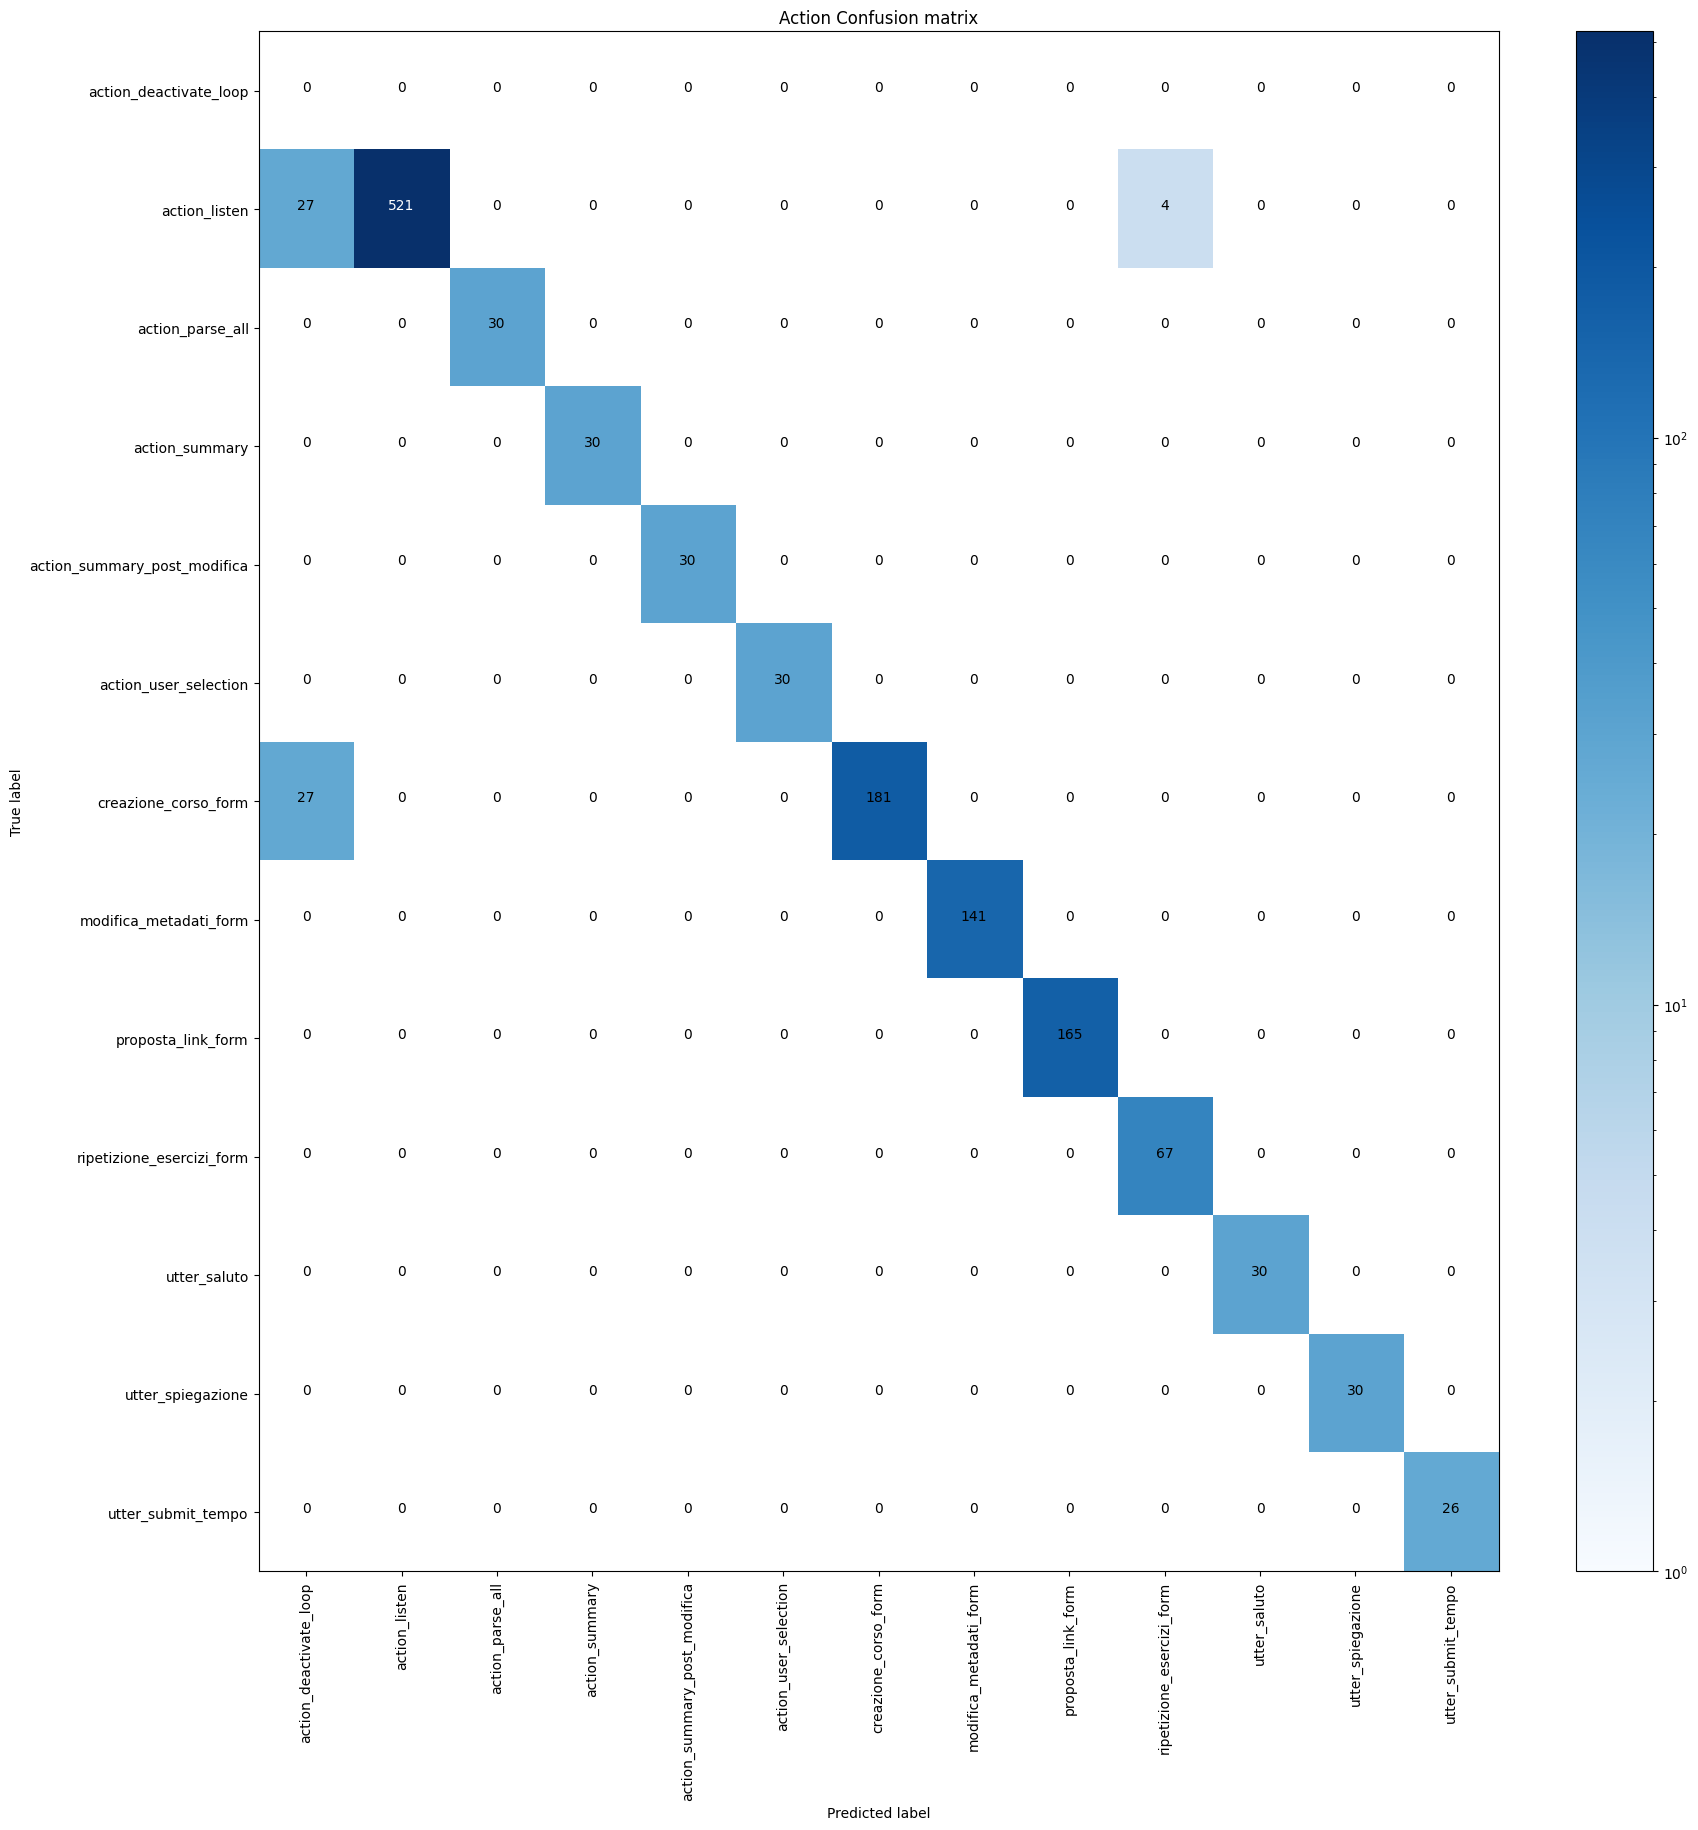 Action Confusion matrix
action_deactivate_loop 0 0 0 0 0 0 0 0 0 0 0 0 0
action_listen 27 521 0 0 0 0 0 0 0 4 0 0 0
action_parse_all 0 0 30 0 0 0 0 0 0 0 0 0 0
action_summary 0 0 0 30 0 0 0 0 0 0 0 0 0
action_summary_post_modifica 0 0 0 0 30 0 0 0 0 0 0 0 0
action_user_selection 0 0 0 0 0 30 0 0 0 0 0 0 0
creazione_corso_form 27 0 0 0 0 0 181 0 0 0 0 0 0
modifica_metadati_form 0 0 0 0 0 0 0 141 0 0 0 0 0
proposta_link_form 0 0 0 0 0 0 0 0 165 0 0 0 0
ripetizione_esercizi_form 0 0 0 0 0 0 0 0 0 67 0 0 0
utter_saluto 0 0 0 0 0 0 0 0 0 0 30 0 0
utter_spiegazione 0 0 0 0 0 0 0 0 0 0 0 30 0
utter_submit_tempo 0 0 0 0 0 0 0 0 0 0 0 0 26
True label
action_deactivate_loop
action_listen
action_parse_all
action_summary
action_summary_post_modifica
action_user_selection
creazione_corso_form
modifica_metadati_form
proposta_link_form
ripetizione_esercizi_form
utter_saluto
utter_spiegazione
utter_submit_tempo
Predicted label
10²
10¹
10⁰